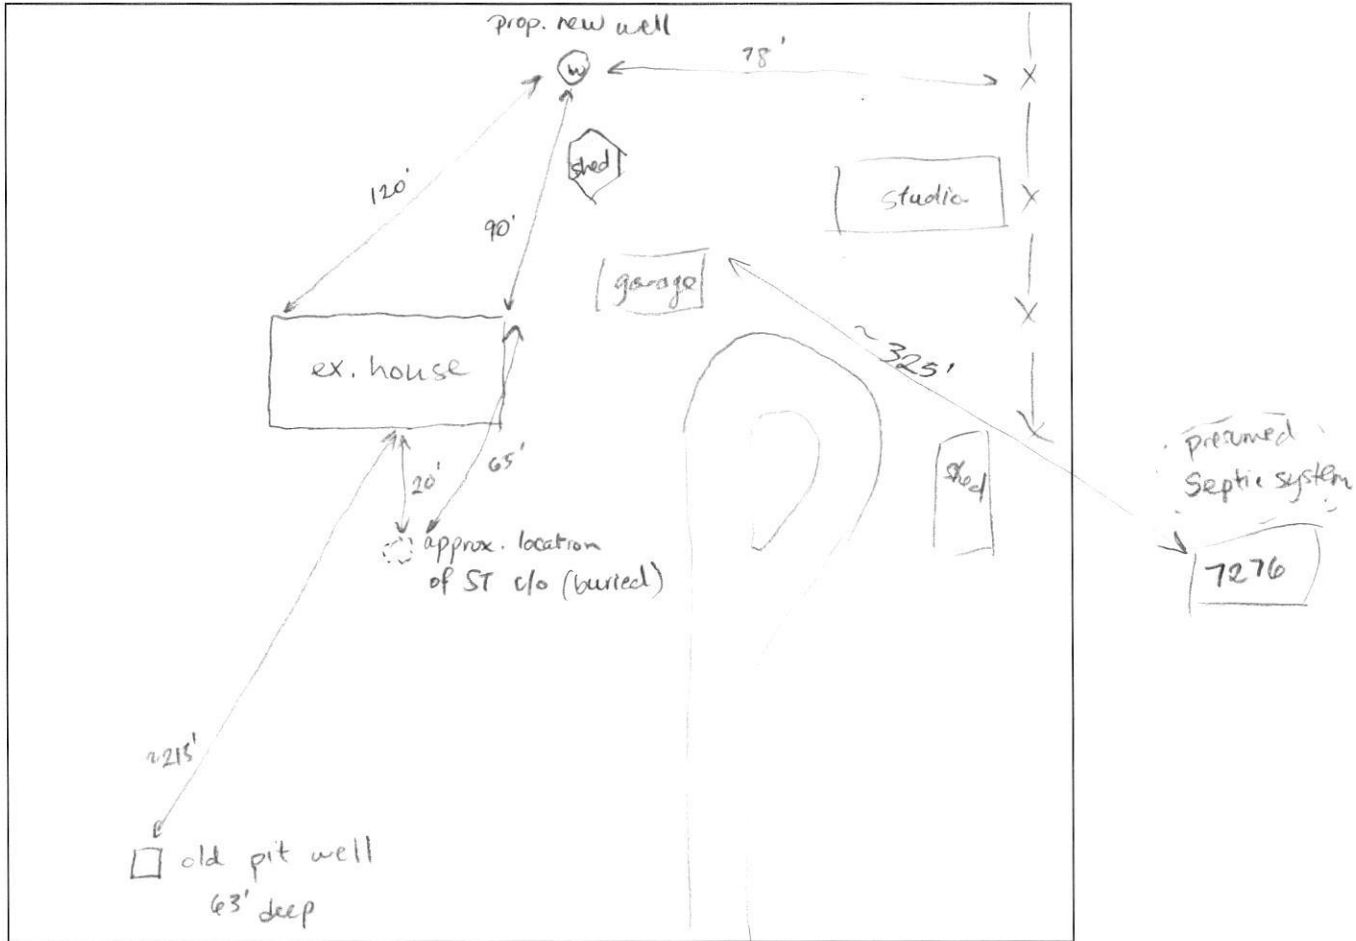 prop. new well
W
78'
shed
120'
studio
90'
garage
~325'
ex. house
presumed
septic system
65'
20'
shed
7276
approx. location
of ST c/o (buried)
~215'
old pit well
63' deep